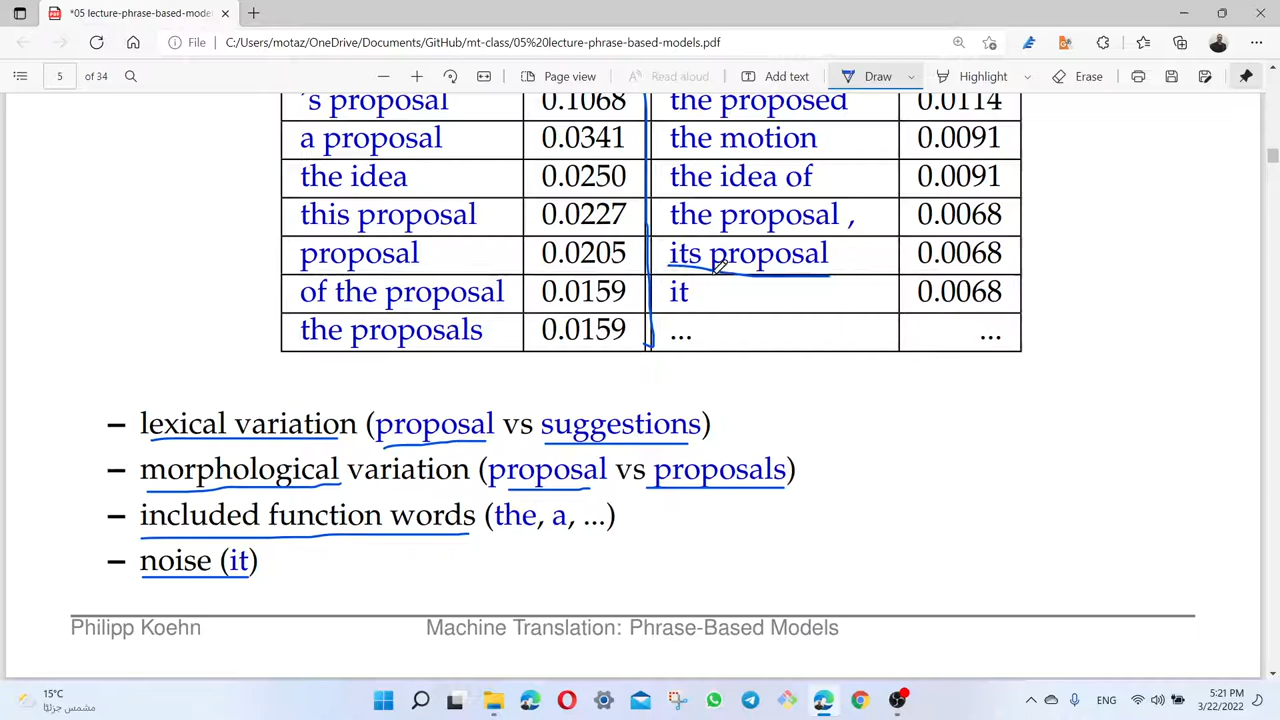 *05 lecture-phrase-based-model
File C:/Users/motaz/OneDrive/Documents/GitHub/mt-class/05%20lecture-phrase-based-models.pdf
5 of 34 Page view Read aloud Add text Draw Highlight Erase
's proposal 0.1068 the proposed 0.0114
a proposal 0.0341 the motion 0.0091
the idea 0.0250 the idea of 0.0091
this proposal 0.0227 the proposal , 0.0068
proposal 0.0205 its proposal 0.0068
of the proposal 0.0159 it 0.0068
the proposals 0.0159 ... ...
– lexical variation (proposal vs suggestions)
– morphological variation (proposal vs proposals)
– included function words (the, a, ...)
– noise (it)
Philipp Koehn Machine Translation: Phrase-Based Models
15°C
مشمس جزئيًا
ENG
5:21 PM
3/22/2022